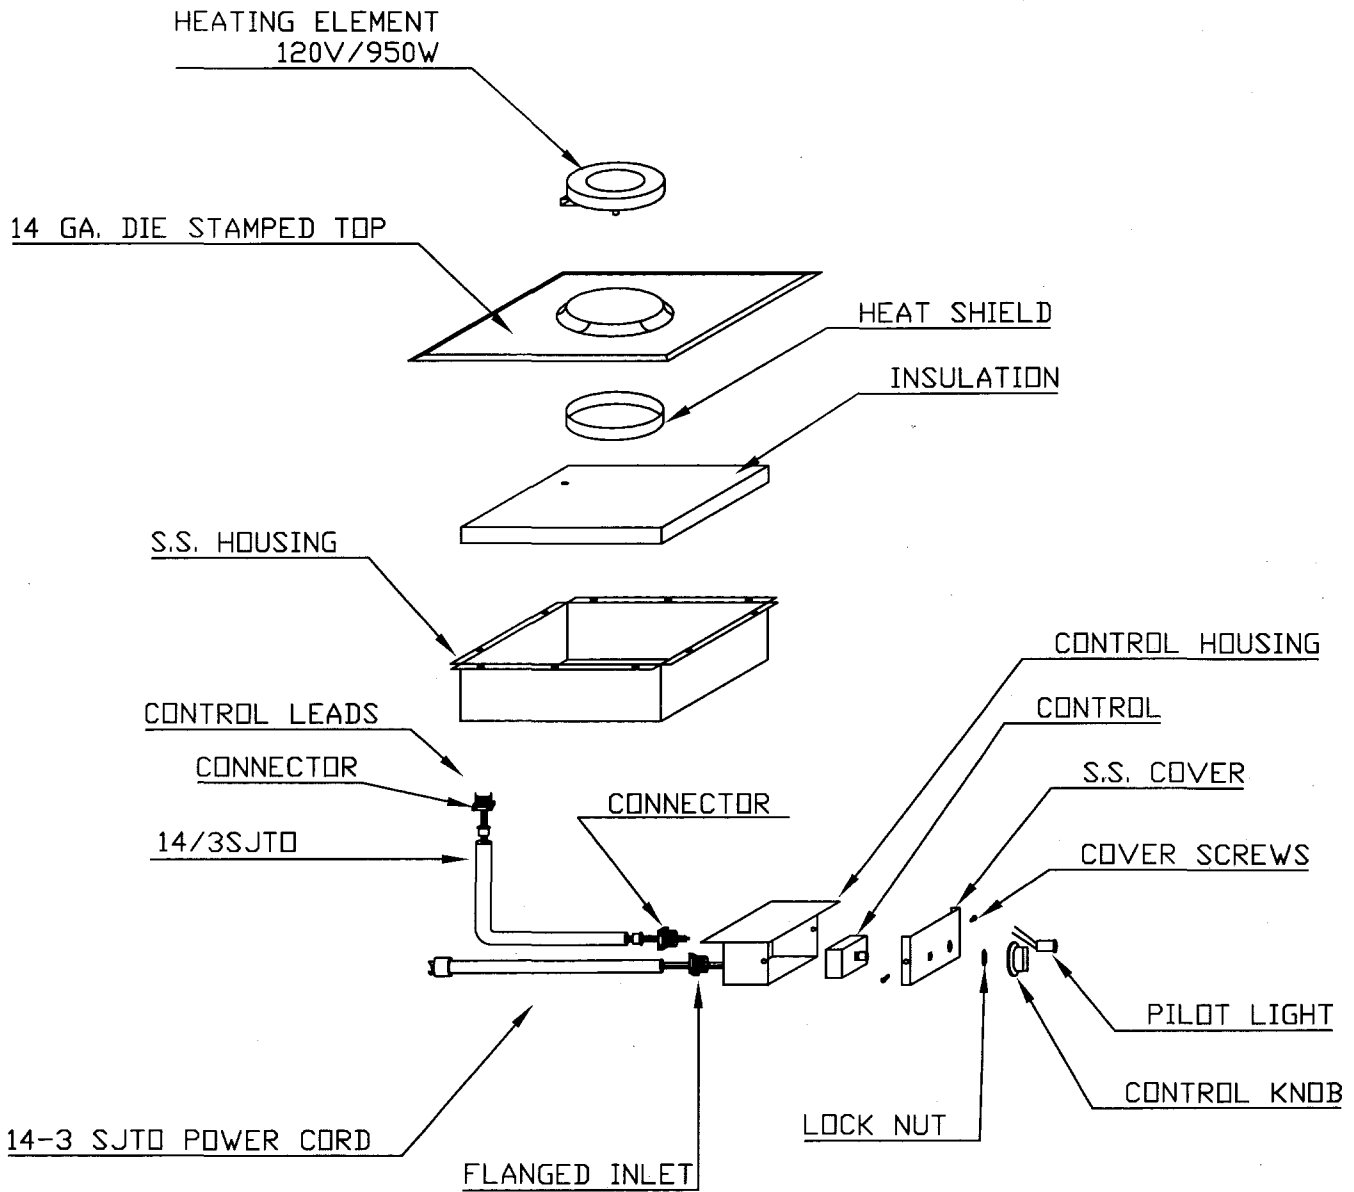 HEATING ELEMENT
120V/950W
14 GA. DIE STAMPED TOP
HEAT SHIELD
INSULATION
S.S. HOUSING
CONTROL HOUSING
CONTROL LEADS
CONTROL
CONNECTOR
S.S. COVER
CONNECTOR
14/3SJTO
COVER SCREWS
PILOT LIGHT
CONTROL KNOB
LOCK NUT
14-3 SJTO POWER CORD
FLANGED INLET